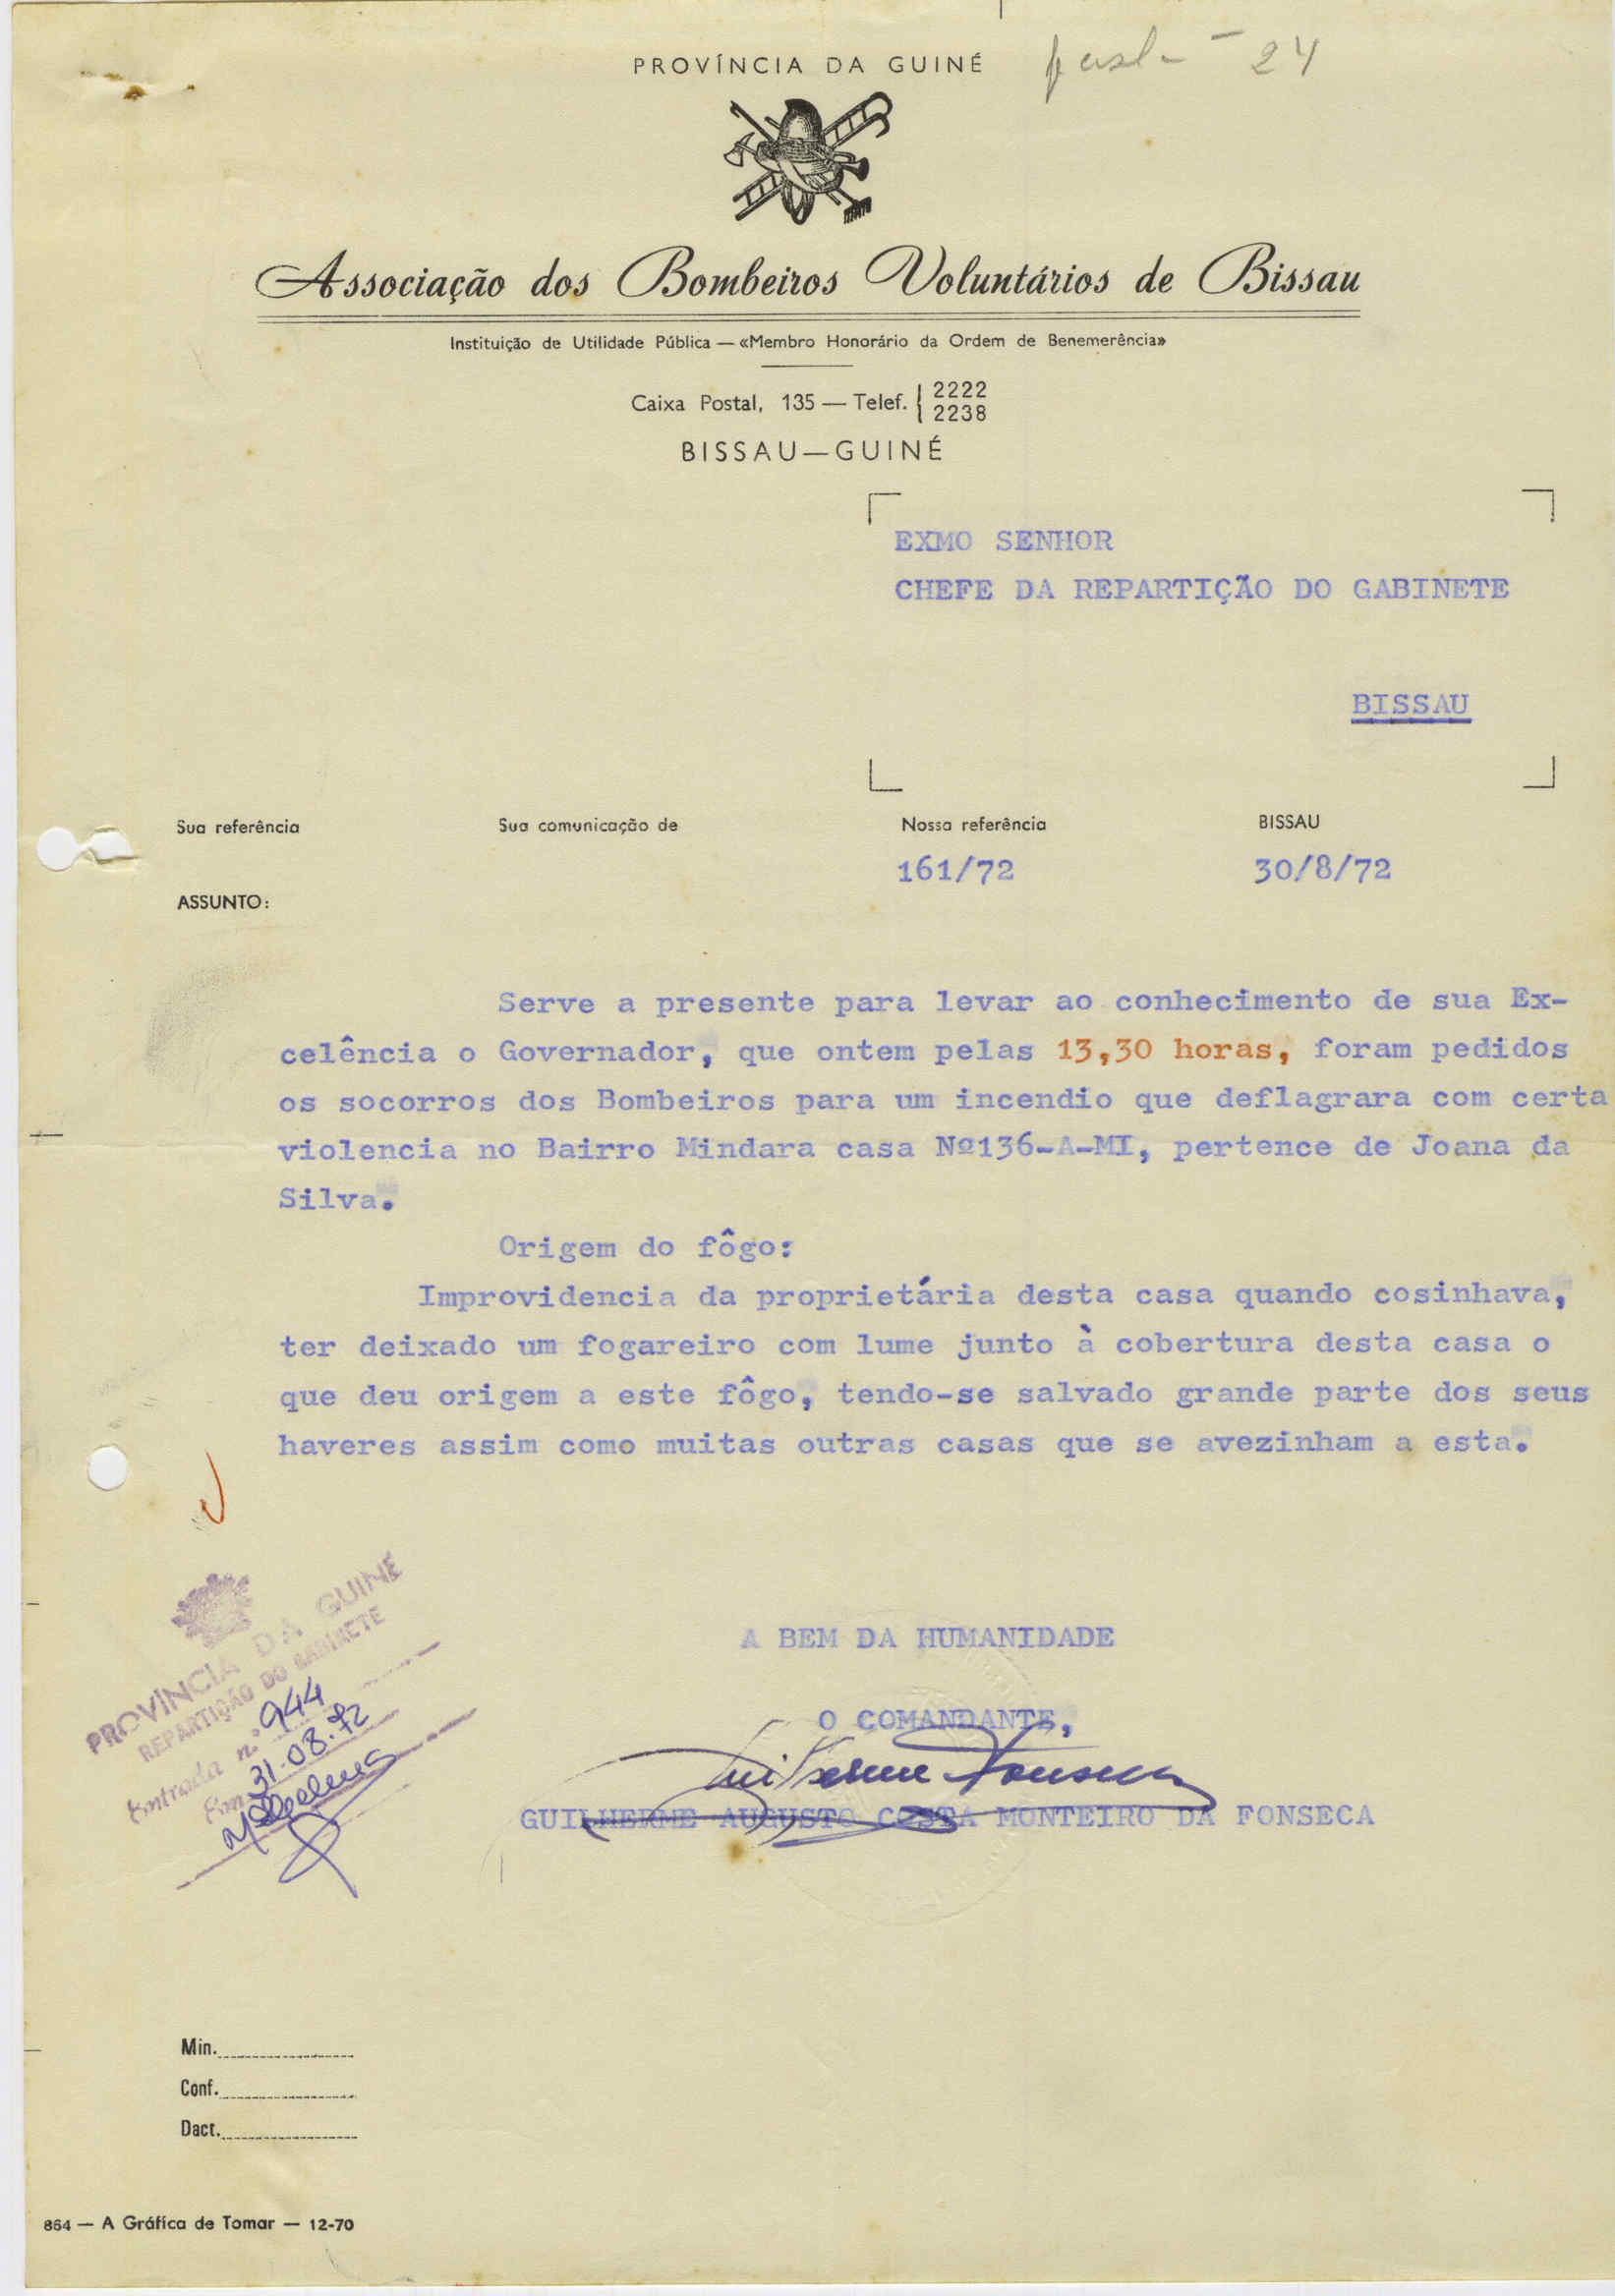 PROVÍNCIA DA GUINÉ
24
Associação dos Bombeiros Voluntários de Bissau
Instituição de Utilidade Pública — «Membro Honorário da Ordem de Benemerência»
Caixa Postal, 135 — Telef. { 2222
2238
BISSAU — GUINÉ
EXMO SENHOR
CHEFE DA REPARTIÇÃO DO GABINETE
BISSAU
Sua referência Sua comunicação de Nossa referência BISSAU
161/72 30/8/72
ASSUNTO:
Serve a presente para levar ao conhecimento de sua Ex-
celência o Governador, que ontem pelas 13,30 horas, foram pedidos
os socorros dos Bombeiros para um incendio que deflagrara com certa
violencia no Bairro Mindara casa Nº136-A-MI, pertence de Joana da
Silva.
Origem do fôgo:
Improvidencia da proprietária desta casa quando cosinhava,
ter deixado um fogareiro com lume junto à cobertura desta casa o
que deu origem a este fôgo, tendo-se salvado grande parte dos seus
haveres assim como muitas outras casas que se avezinham a esta.
A BEM DA HUMANIDADE
O COMANDANTE,
Guilherme Fonseca
GUILHERME AUGUSTO COSTA MONTEIRO DA FONSECA
PROVÍNCIA DA GUINÉ
REPARTIÇÃO DO GABINETE
Entrada n.º 944
Em 31-08-72
Min.
Conf.
Dact.
864 — A Gráfica de Tomar — 12-70